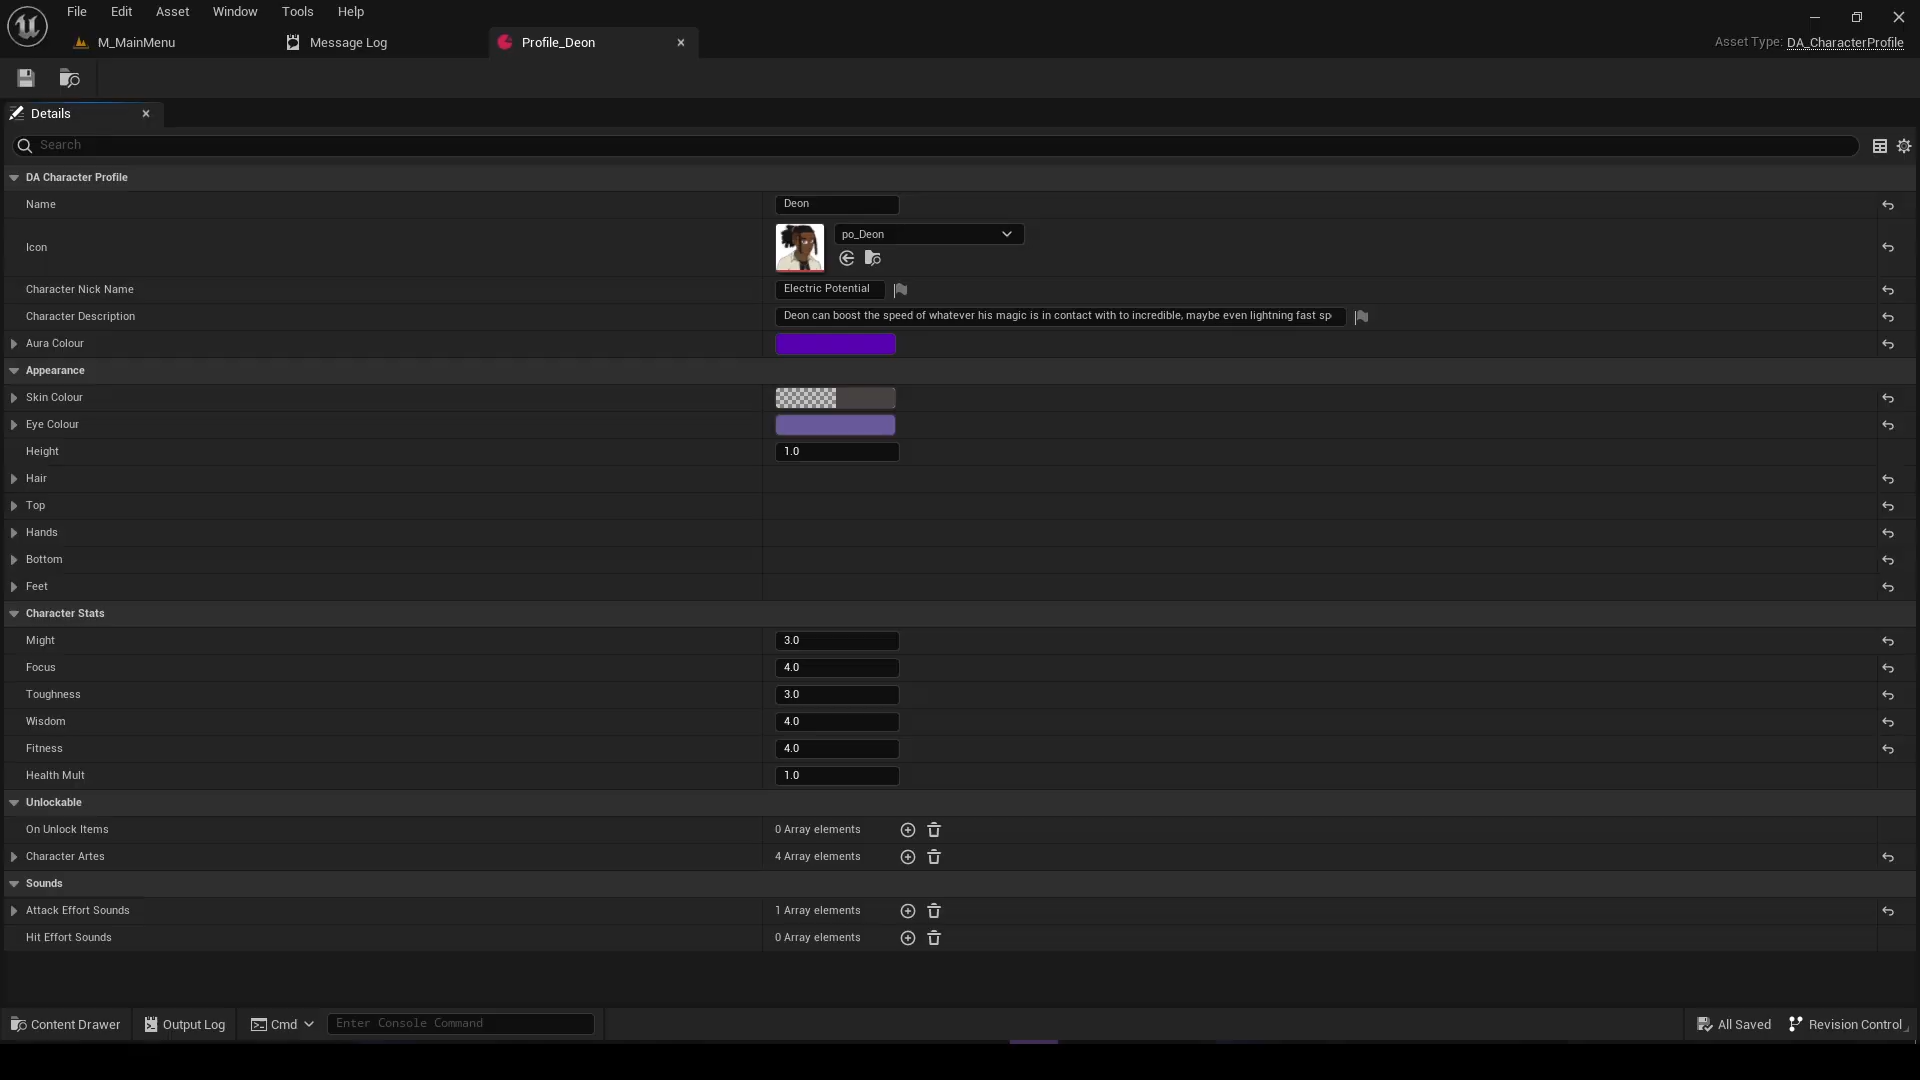 File Edit Asset Window Tools Help
M_MainMenu Message Log Profile_Deon Asset Type: DA_CharacterProfile
Details
Search
DA Character Profile
Name Deon
Icon po_Deon
Character Nick Name Electric Potential
Character Description Deon can boost the speed of whatever his magic is in contact with to incredible, maybe even lightning fast sp
Aura Colour
Appearance
Skin Colour
Eye Colour
Height 1.0
Hair
Top
Hands
Bottom
Feet
Character Stats
Might 3.0
Focus 4.0
Toughness 3.0
Wisdom 4.0
Fitness 4.0
Health Mult 1.0
Unlockable
On Unlock Items 0 Array elements
Character Artes 4 Array elements
Sounds
Attack Effort Sounds 1 Array elements
Hit Effort Sounds 0 Array elements
Content Drawer Output Log Cmd Enter Console Command All Saved Revision Control